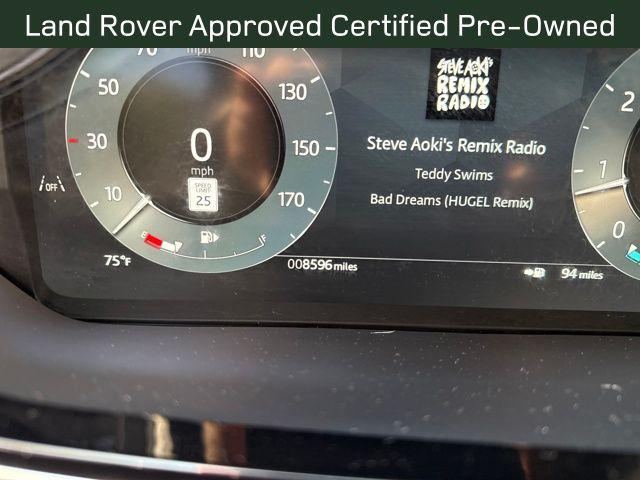 Land Rover Approved Certified Pre-Owned
70 mph 110
50
130
30
150
10
170
0
mph
SPEED
LIMIT
25
OFF
E
F
75°F
008596 miles
STEVE AOKI'S
REMIX
RADIO
Steve Aoki's Remix Radio
Teddy Swims
Bad Dreams (HUGEL Remix)
94 miles
2
1
0